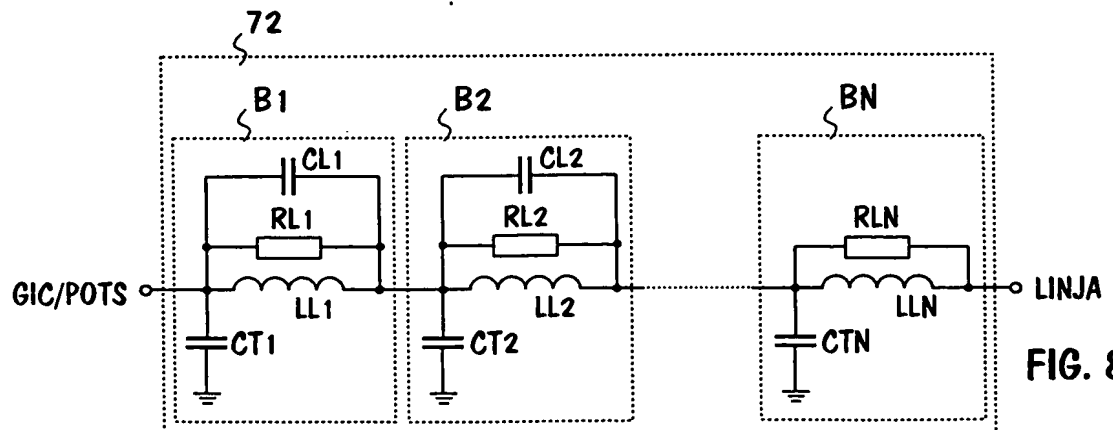 72
B1
B2
BN
CL1
CL2
RL1
RL2
RLN
GIC/POTS
LL1
LL2
LLN
LINJA
CT1
CT2
CTN
FIG. 8